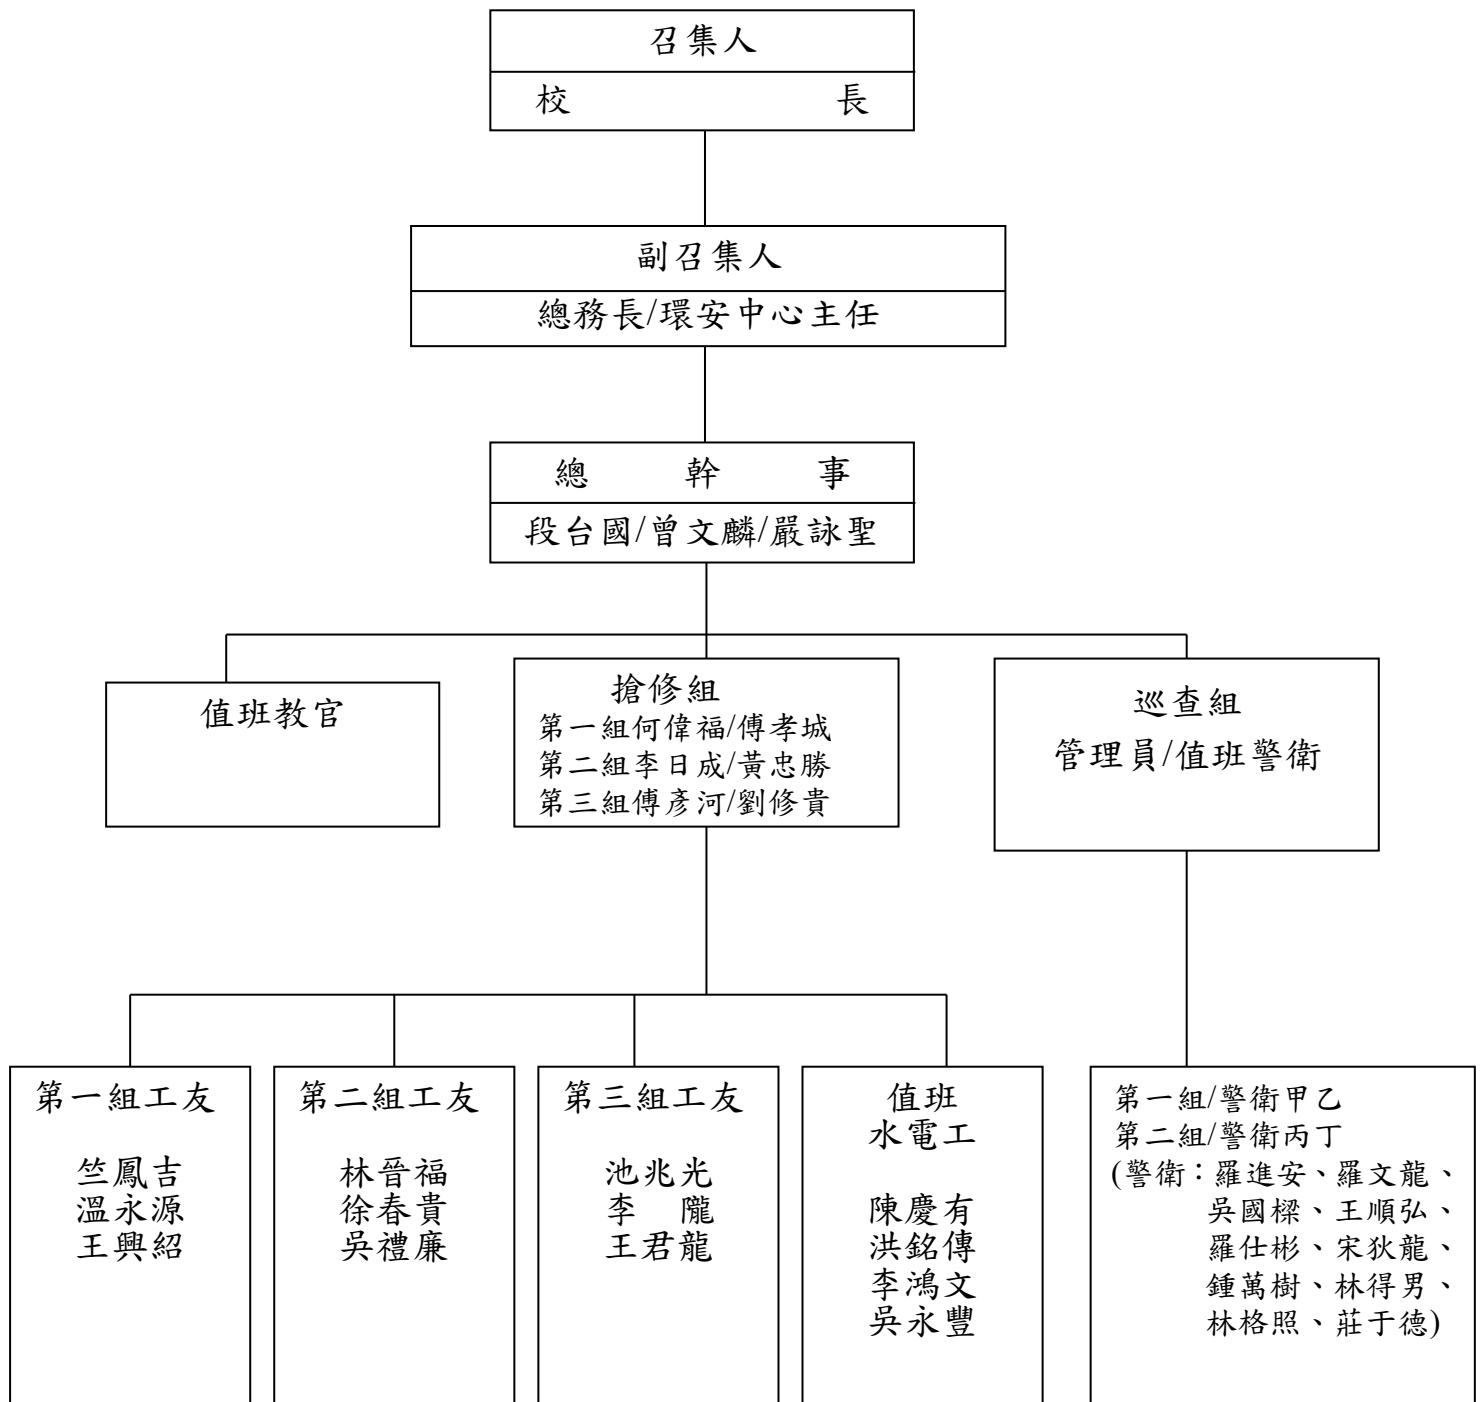 召集人
校長
副召集人
總務長/環安中心主任
總幹事
段台國/曾文麟/嚴詠聖
值班教官
搶修組
第一組何偉福/傅孝城
第二組李日成/黃忠勝
第三組傅彥河/劉修貴
巡查組
管理員/值班警衛
第一組工友
竺鳳吉
溫永源
王興紹
第二組工友
林晉福
徐春貴
吳禮廉
第三組工友
池兆光
李隴
王君龍
值班
水電工
陳慶有
洪銘傳
李鴻文
吳永豐
第一組/警衛甲乙
第二組/警衛丙丁
(警衛：羅進安、羅文龍、
吳國樑、王順弘、
羅仕彬、宋狄龍、
鍾萬樹、林得男、
林格照、莊于德)